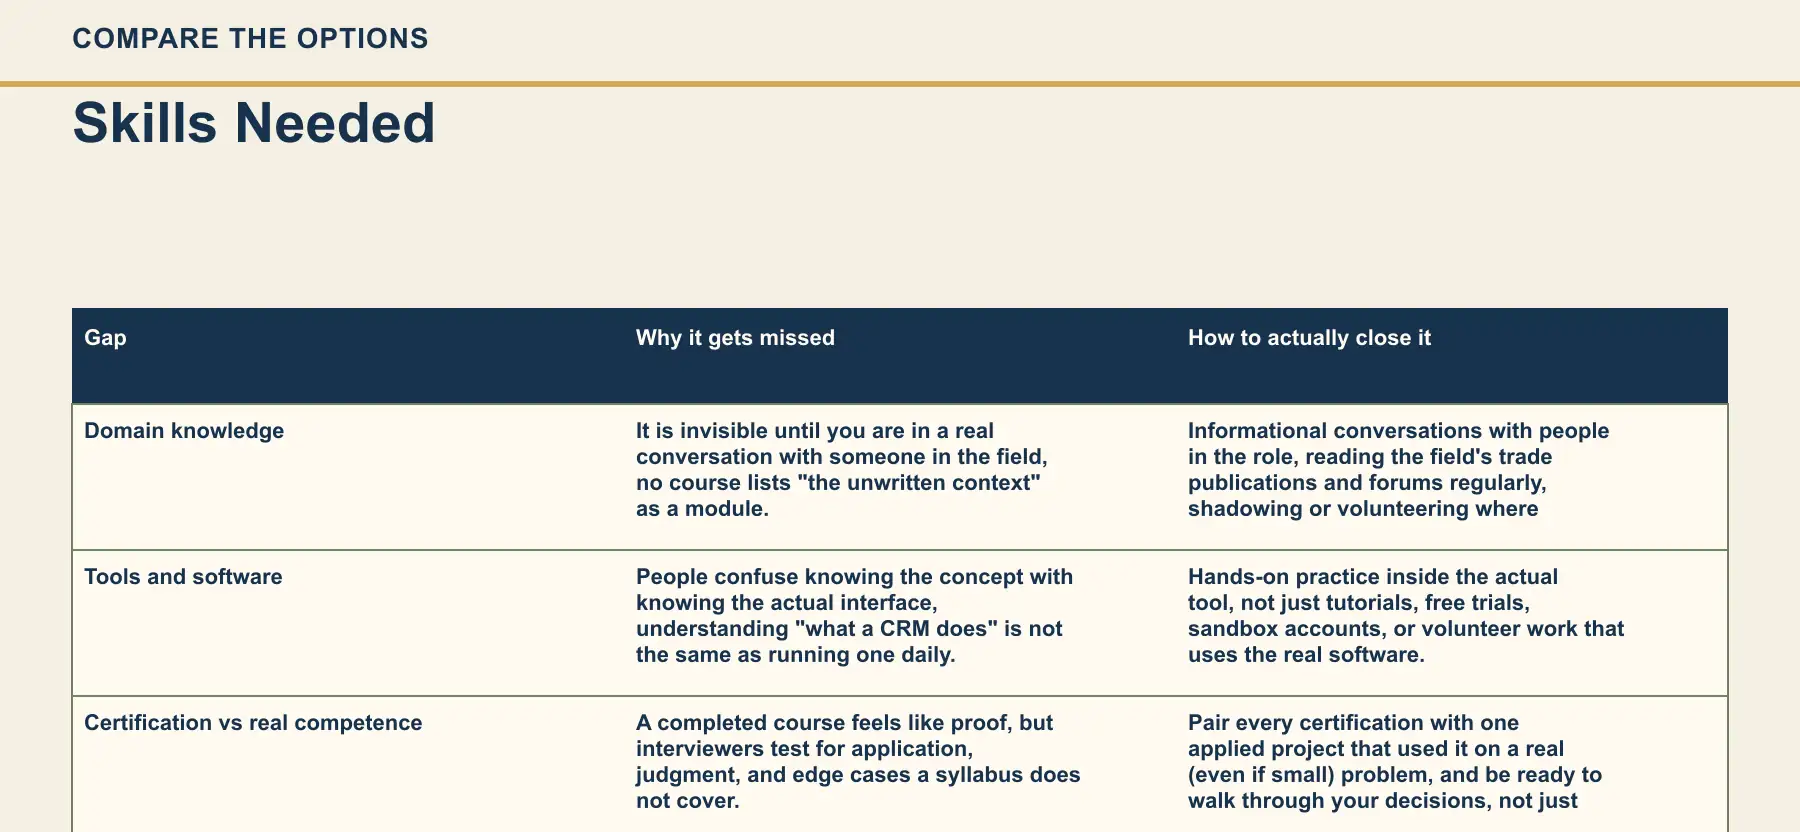 COMPARE THE OPTIONS
Skills Needed
Gap
Why it gets missed
How to actually close it
Domain knowledge
It is invisible until you are in a real
conversation with someone in the field,
no course lists "the unwritten context"
as a module.
Informational conversations with people
in the role, reading the field's trade
publications and forums regularly,
shadowing or volunteering where
Tools and software
People confuse knowing the concept with
knowing the actual interface,
understanding "what a CRM does" is not
the same as running one daily.
Hands-on practice inside the actual
tool, not just tutorials, free trials,
sandbox accounts, or volunteer work that
uses the real software.
Certification vs real competence
A completed course feels like proof, but
interviewers test for application,
judgment, and edge cases a syllabus does
not cover.
Pair every certification with one
applied project that used it on a real
(even if small) problem, and be ready to
walk through your decisions, not just